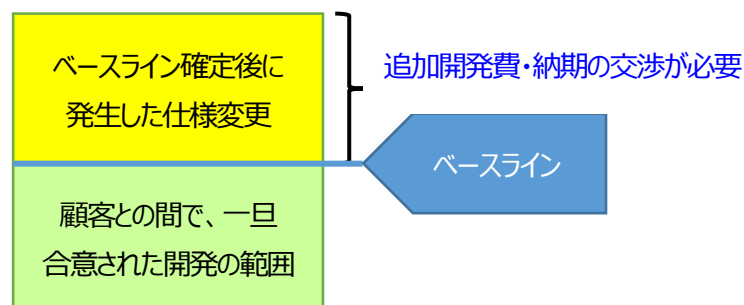 ベースライン確定後に
発生した仕様変更
追加開発費・納期の交渉が必要
ベースライン
顧客との間で、一旦
合意された開発の範囲